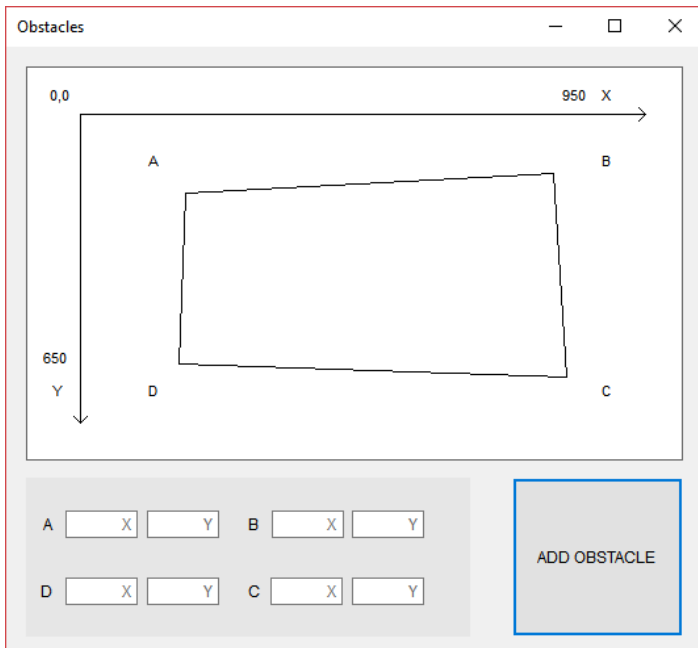 Obstacles
0,0 950 X
A B
650
Y D C
A X Y B X Y
D X Y C X Y
ADD OBSTACLE